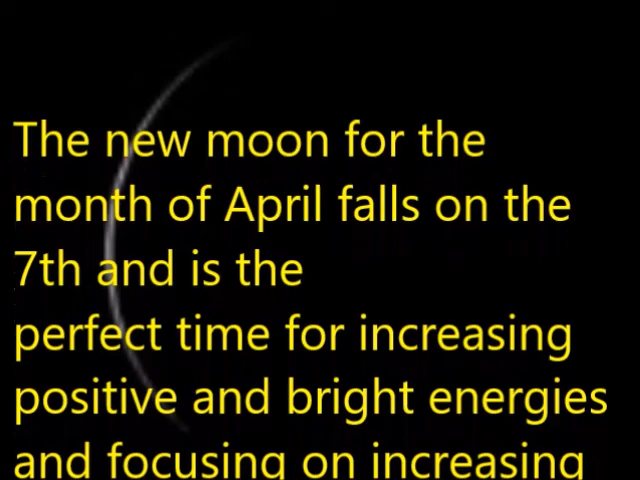 The new moon for the
month of April falls on the
7th and is the
perfect time for increasing
positive and bright energies
and focusing on increasing